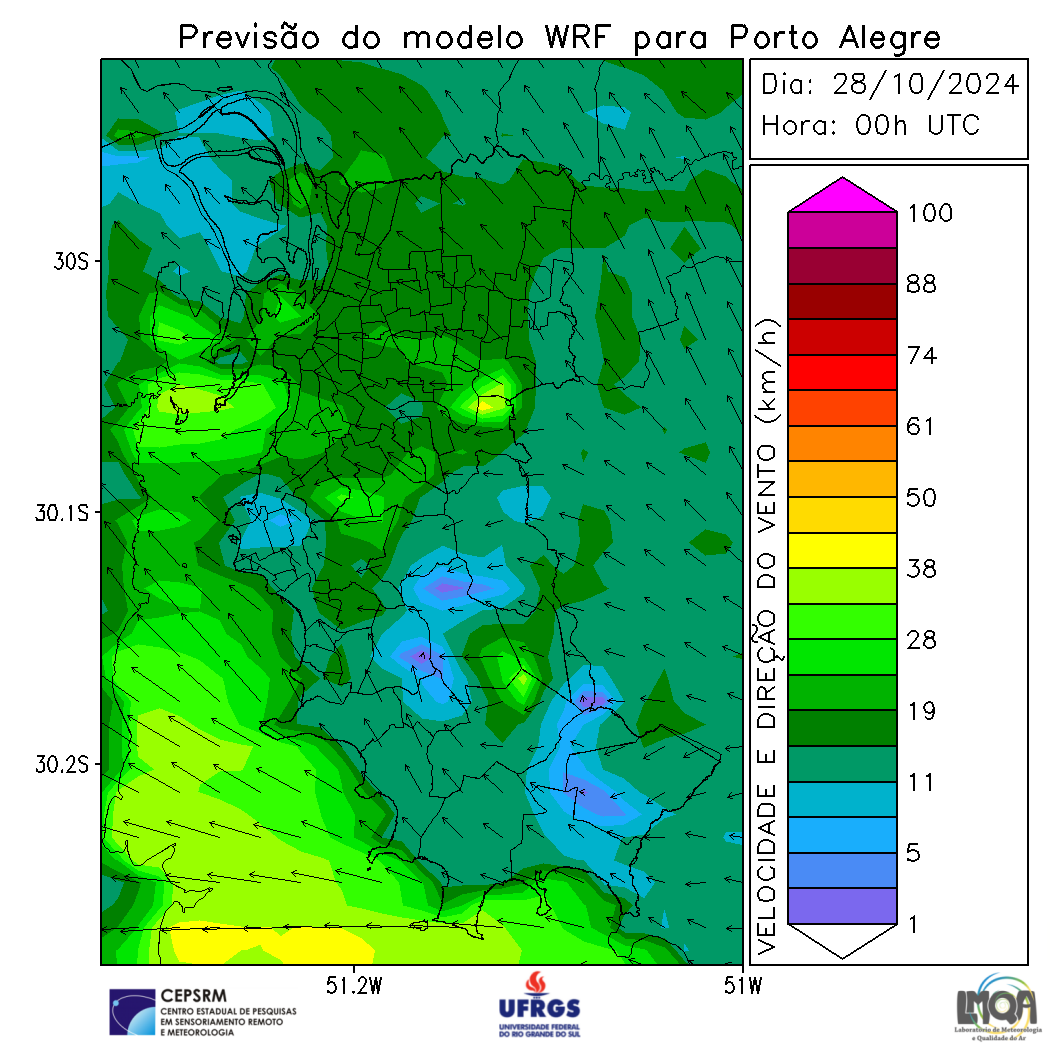 Previsão do modelo WRF para Porto Alegre
Dia: 28/10/2024
Hora: 00h UTC
30S
30.1S
30.2S
51.2W
51W
VELOCIDADE E DIREÇÃO DO VENTO (km/h)
100
88
74
61
50
38
28
19
11
5
1
CEPSRM
CENTRO ESTADUAL DE PESQUISAS
EM SENSORIAMENTO REMOTO
E METEOROLOGIA
UFRGS
UNIVERSIDADE FEDERAL
DO RIO GRANDE DO SUL
LMQA
Laboratório de Meteorologia
e Qualidade do Ar